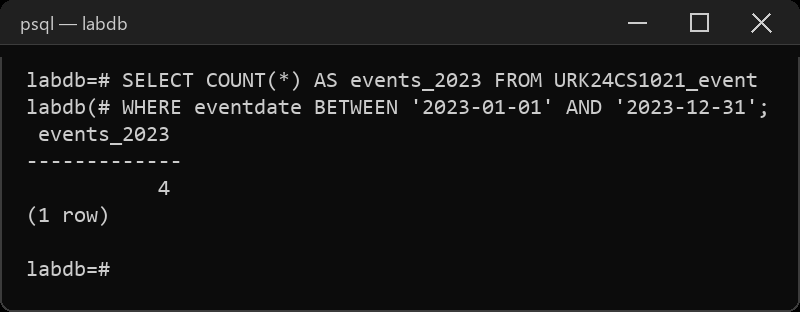 psql — labdb
labdb=# SELECT COUNT(*) AS events_2023 FROM URK24CS1021_event
labdb(# WHERE eventdate BETWEEN '2023-01-01' AND '2023-12-31';
 events_2023
-------------
           4
(1 row)

labdb=#